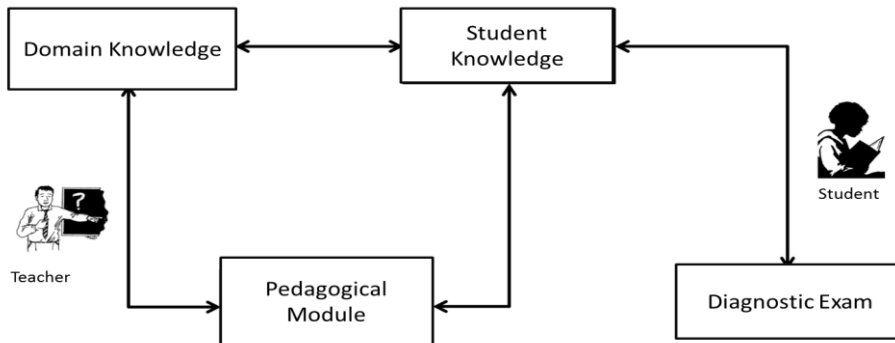 Domain Knowledge
Student
Knowledge
?
Student
Teacher
Pedagogical
Module
Diagnostic Exam